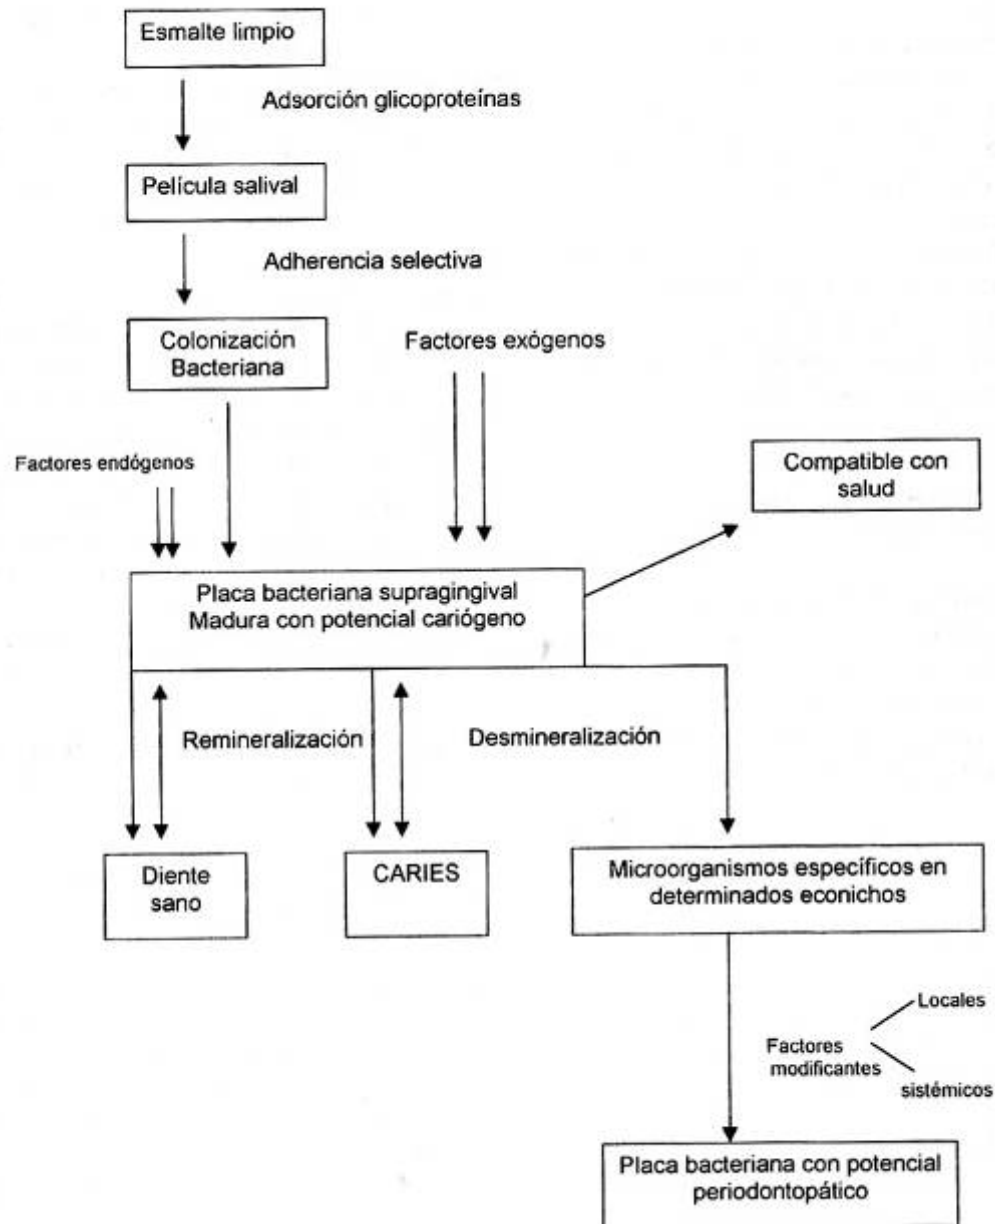 Esmalte limpio
Adsorción glicoproteínas
Película salival
Adherencia selectiva
Colonización
Bacteriana
Factores exógenos
Factores endógenos
Compatible con
salud
Placa bacteriana supragingival
Madura con potencial cariógeno
Remineralización
Desmineralización
Diente
sano
CARIES
Microorganismos específicos en
determinados econichos
Locales
Factores
modificantes
sistémicos
Placa bacteriana con potencial
periodontopático